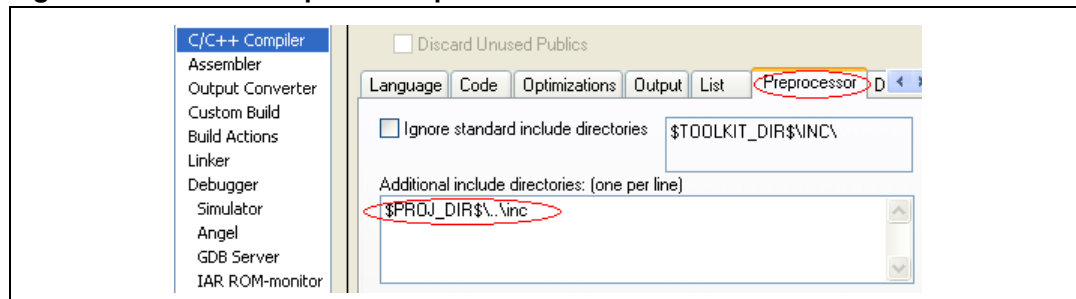 C/C++ Compiler
Assembler
Output Converter
Custom Build
Build Actions
Linker
Debugger
Simulator
Angel
GDB Server
IAR ROM-monitor
Discard Unused Publics
Language Code Optimizations Output List Preprocessor D
Ignore standard include directories $TOOLKIT_DIR$\INC\
Additional include directories: (one per line)
$PROJ_DIR$\..\inc